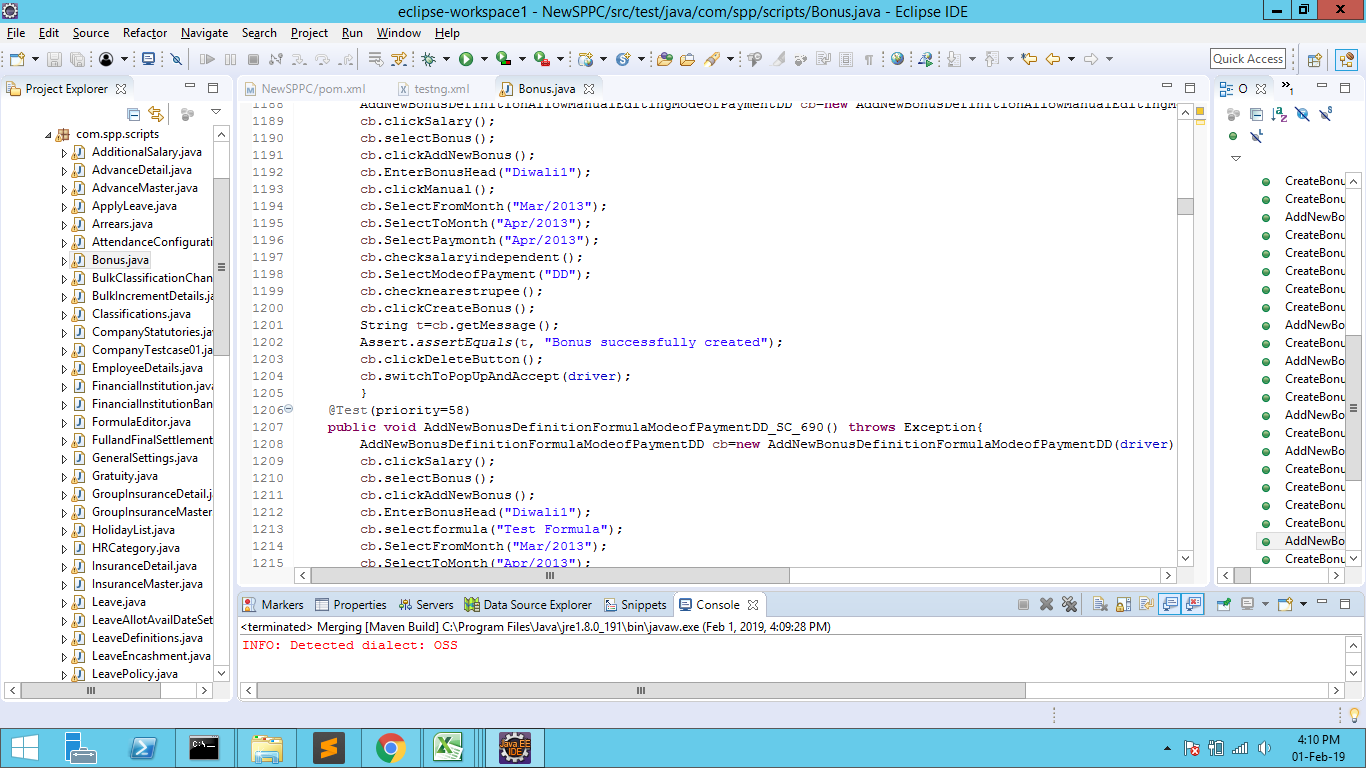 eclipse-workspace1 - NewSPPC/src/test/java/com/spp/scripts/Bonus.java - Eclipse IDE
File Edit Source Refactor Navigate Search Project Run Window Help
Quick Access
Project Explorer
com.spp.scripts
AdditionalSalary.java
AdvanceDetail.java
AdvanceMaster.java
ApplyLeave.java
Arrears.java
AttendanceConfigurati
Bonus.java
BulkClassificationChan
BulkIncrementDetails.ja
Classifications.java
CompanyStatutories.jav
CompanyTestcase01.ja
EmployeeDetails.java
FinancialInstitution.java
FinancialInstitutionBan
FormulaEditor.java
FullandFinalSettlement
GeneralSettings.java
Gratuity.java
GroupInsuranceDetail.j
GroupInsuranceMaster
HolidayList.java
HRCategory.java
InsuranceDetail.java
InsuranceMaster.java
Leave.java
LeaveAllotAvailDateSet
LeaveDefinitions.java
LeaveEncashment.java
LeavePolicy.java
NewSPPC/pom.xml testng.xml Bonus.java
1188 AddNewBonusDefinitionAllowManualEditingModeofPaymentDD cb=new AddNewBonusDefinitionAllowManualEditingM
1189 cb.clickSalary();
1190 cb.selectBonus();
1191 cb.clickAddNewBonus();
1192 cb.EnterBonusHead("Diwali1");
1193 cb.clickManual();
1194 cb.SelectFromMonth("Mar/2013");
1195 cb.SelectToMonth("Apr/2013");
1196 cb.SelectPaymonth("Apr/2013");
1197 cb.checksalaryindependent();
1198 cb.SelectModeofPayment("DD");
1199 cb.checknearestrupee();
1200 cb.clickCreateBonus();
1201 String t=cb.getMessage();
1202 Assert.assertEquals(t, "Bonus successfully created");
1203 cb.clickDeleteButton();
1204 cb.switchToPopUpAndAccept(driver);
1205 }
1206 @Test(priority=58)
1207 public void AddNewBonusDefinitionFormulaModeofPaymentDD_SC_690() throws Exception{
1208 AddNewBonusDefinitionFormulaModeofPaymentDD cb=new AddNewBonusDefinitionFormulaModeofPaymentDD(driver)
1209 cb.clickSalary();
1210 cb.selectBonus();
1211 cb.clickAddNewBonus();
1212 cb.EnterBonusHead("Diwali1");
1213 cb.selectformula("Test Formula");
1214 cb.SelectFromMonth("Mar/2013");
1215 cb.SelectToMonth("Apr/2013");
O
1
CreateBonu
CreateBonu
AddNewBo
CreateBonu
CreateBonu
CreateBonu
CreateBonu
CreateBonu
AddNewBo
CreateBonu
AddNewBo
CreateBonu
CreateBonu
AddNewBo
CreateBonu
AddNewBo
CreateBonu
CreateBonu
CreateBonu
CreateBonu
AddNewBo
CreateBonu
Markers Properties Servers Data Source Explorer Snippets Console
<terminated> Merging [Maven Build] C:\Program Files\Java\jre1.8.0_191\bin\javaw.exe (Feb 1, 2019, 4:09:28 PM)
INFO: Detected dialect: OSS
Java EE
IDE
4:10 PM
01-Feb-19